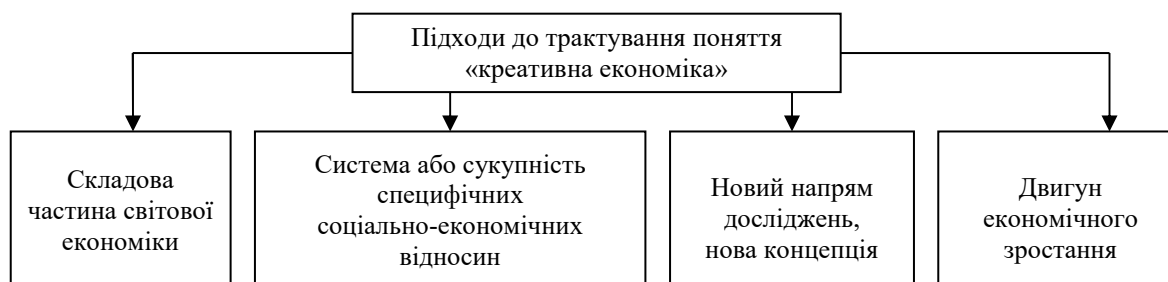 Підходи до трактування поняття
«креативна економіка»
Складова
частина світової
економіки
Система або сукупність
специфічних
соціально-економічних
відносин
Новий напрям
досліджень,
нова концепція
Двигун
економічного
зростання